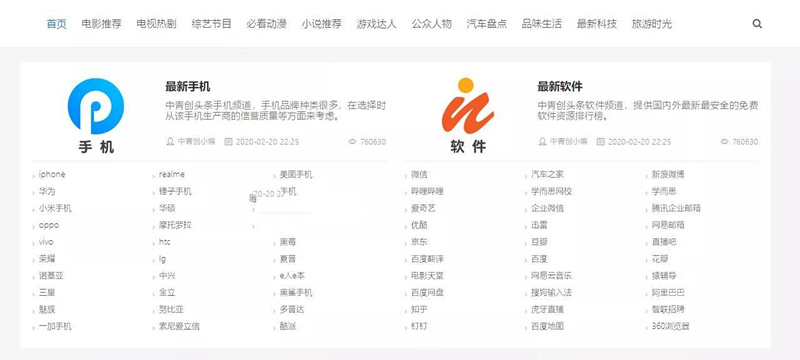 首页 电影推荐 电视热剧 综艺节目 必看动漫 小说推荐 游戏达人 公众人物 汽车盘点 品味生活 最新科技 旅游时光
手机
最新手机
中青创头条手机频道，手机品牌种类很多，在选择时
从该手机生产商的信誉质量等方面来考虑。
中青创小编 2020-02-20 22:25 760630
iphone realme 美图手机
华为 锤子手机 手机
小米手机 华硕
oppo 摩托罗拉
vivo htc 黑莓
荣耀 lg 夏普
诺基亚 中兴 e人e本
三星 金立 黑鲨手机
魅族 努比亚 多普达
一加手机 索尼爱立信 酷派
软件
最新软件
中青创头条软件频道，提供国内外最新最安全的免费
软件资源排行榜。
中青创小编 2020-02-20 22:25 760630
微信 汽车之家 新浪微博
哔哩哔哩 学而思网校 学而思
爱奇艺 企业微信 腾讯企业邮箱
优酷 迅雷 网易邮箱
京东 豆瓣 直播吧
百度翻译 百度 花瓣
电影天堂 网易云音乐 猿辅导
百度网盘 搜狗输入法 阿里巴巴
知乎 虎牙直播 智联招聘
钉钉 百度地图 360浏览器